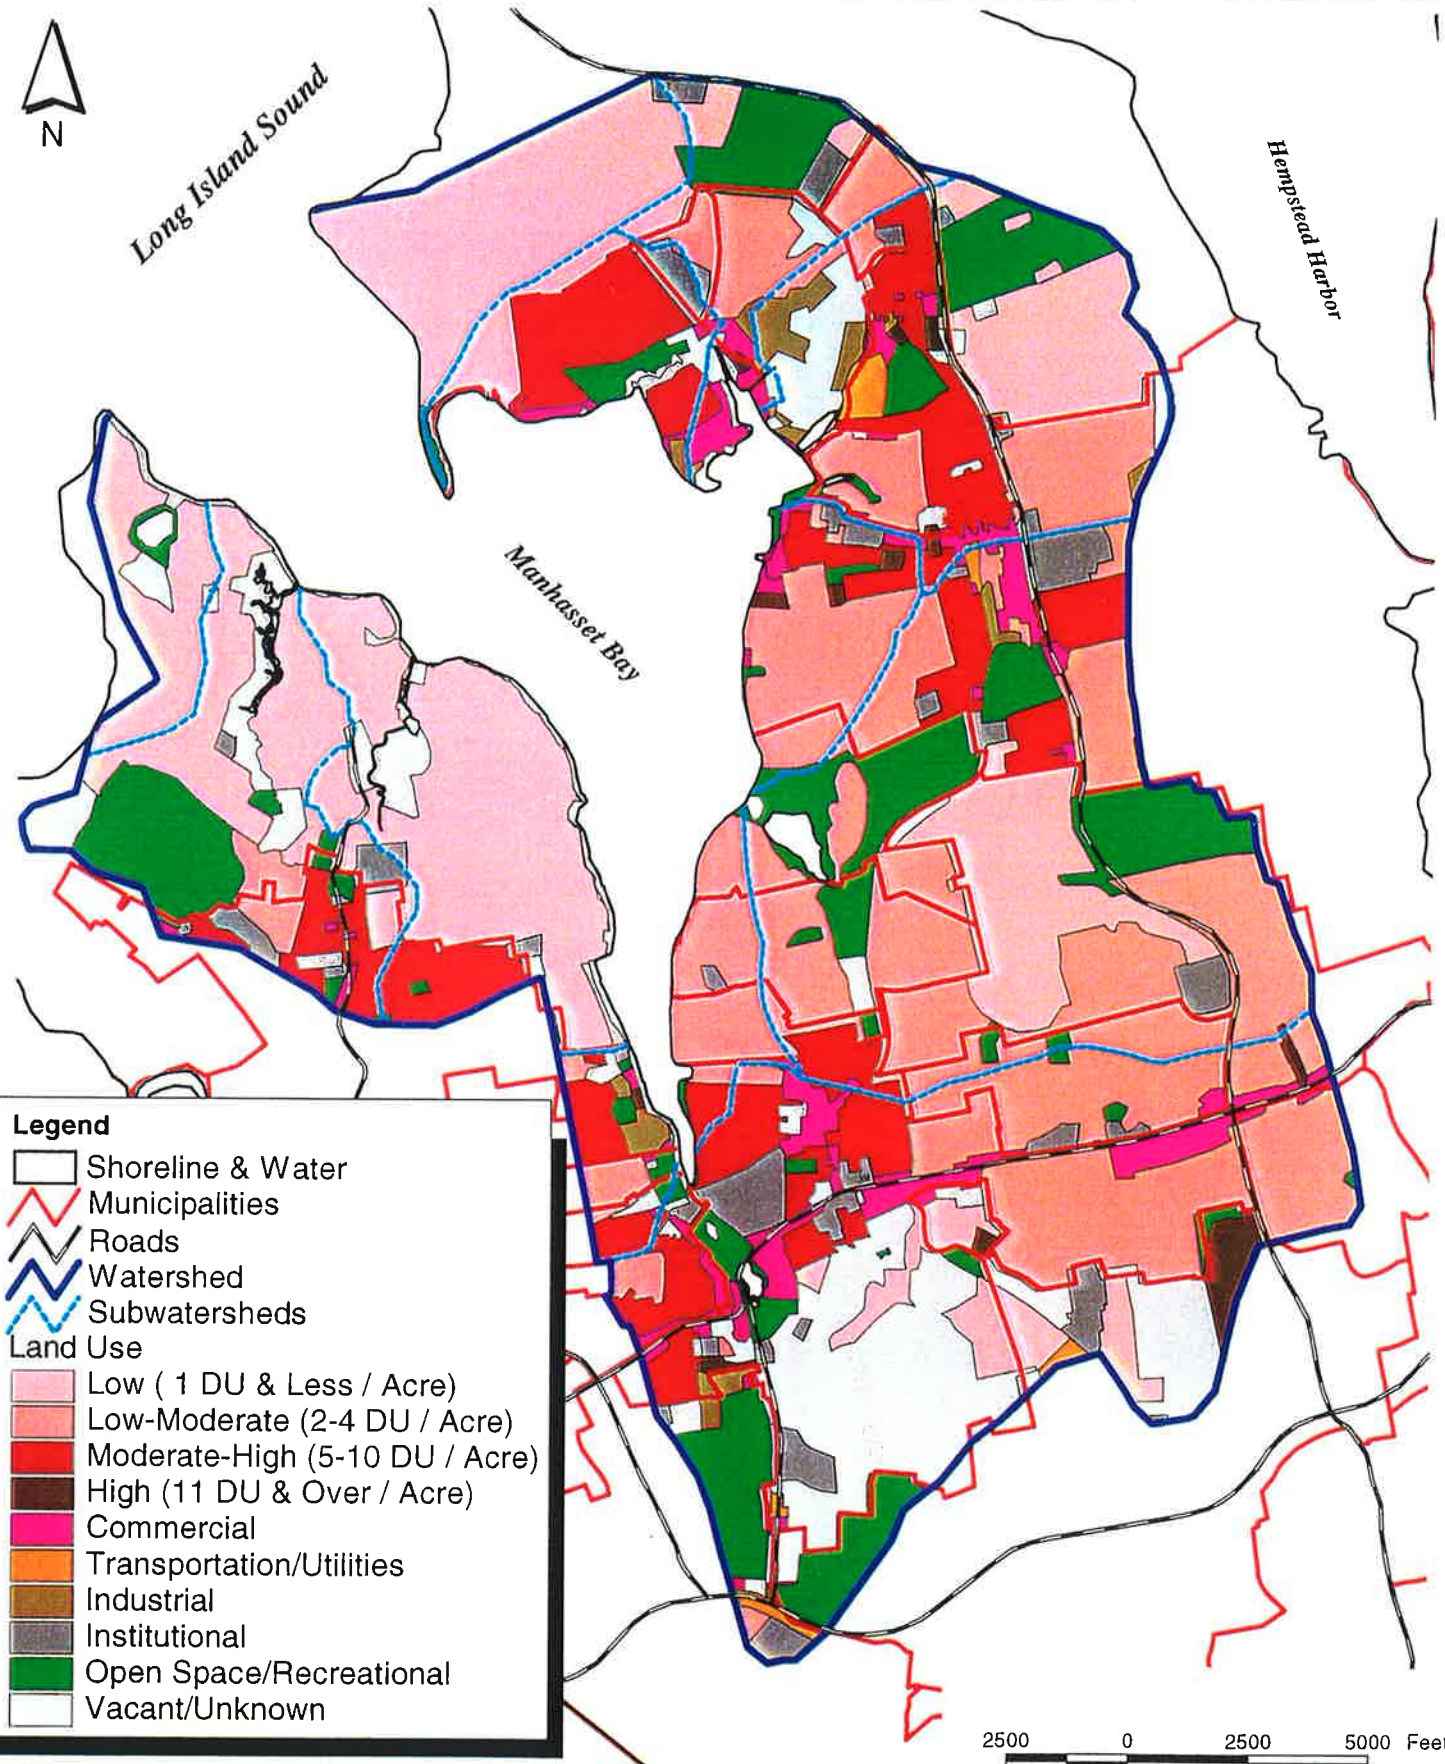 N
Long Island Sound
Hempstead Harbor
Manhasset Bay
Legend
Shoreline & Water
Municipalities
Roads
Watershed
Subwatersheds
Land Use
Low ( 1 DU & Less / Acre)
Low-Moderate (2-4 DU / Acre)
Moderate-High (5-10 DU / Acre)
High (11 DU & Over / Acre)
Commercial
Transportation/Utilities
Industrial
Institutional
Open Space/Recreational
Vacant/Unknown
2500 0 2500 5000 Feet